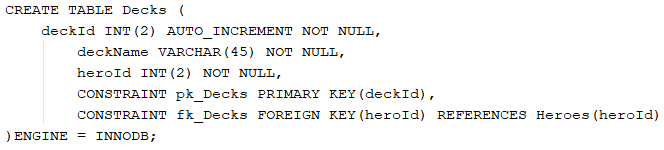 CREATE TABLE Decks (
deckId INT(2) AUTO_INCREMENT NOT NULL,
deckName VARCHAR(45) NOT NULL,
heroId INT(2) NOT NULL,
CONSTRAINT pk_Decks PRIMARY KEY(deckId),
CONSTRAINT fk_Decks FOREIGN KEY(heroId) REFERENCES Heroes(heroId)
)ENGINE = INNODB;